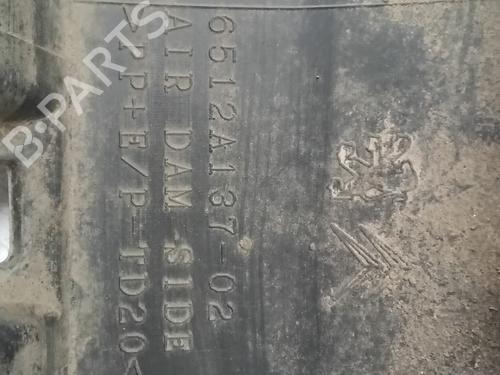 6512A137-02
AIR DAM-SIDE
>PP+E/P-TD20<
B-PARTS